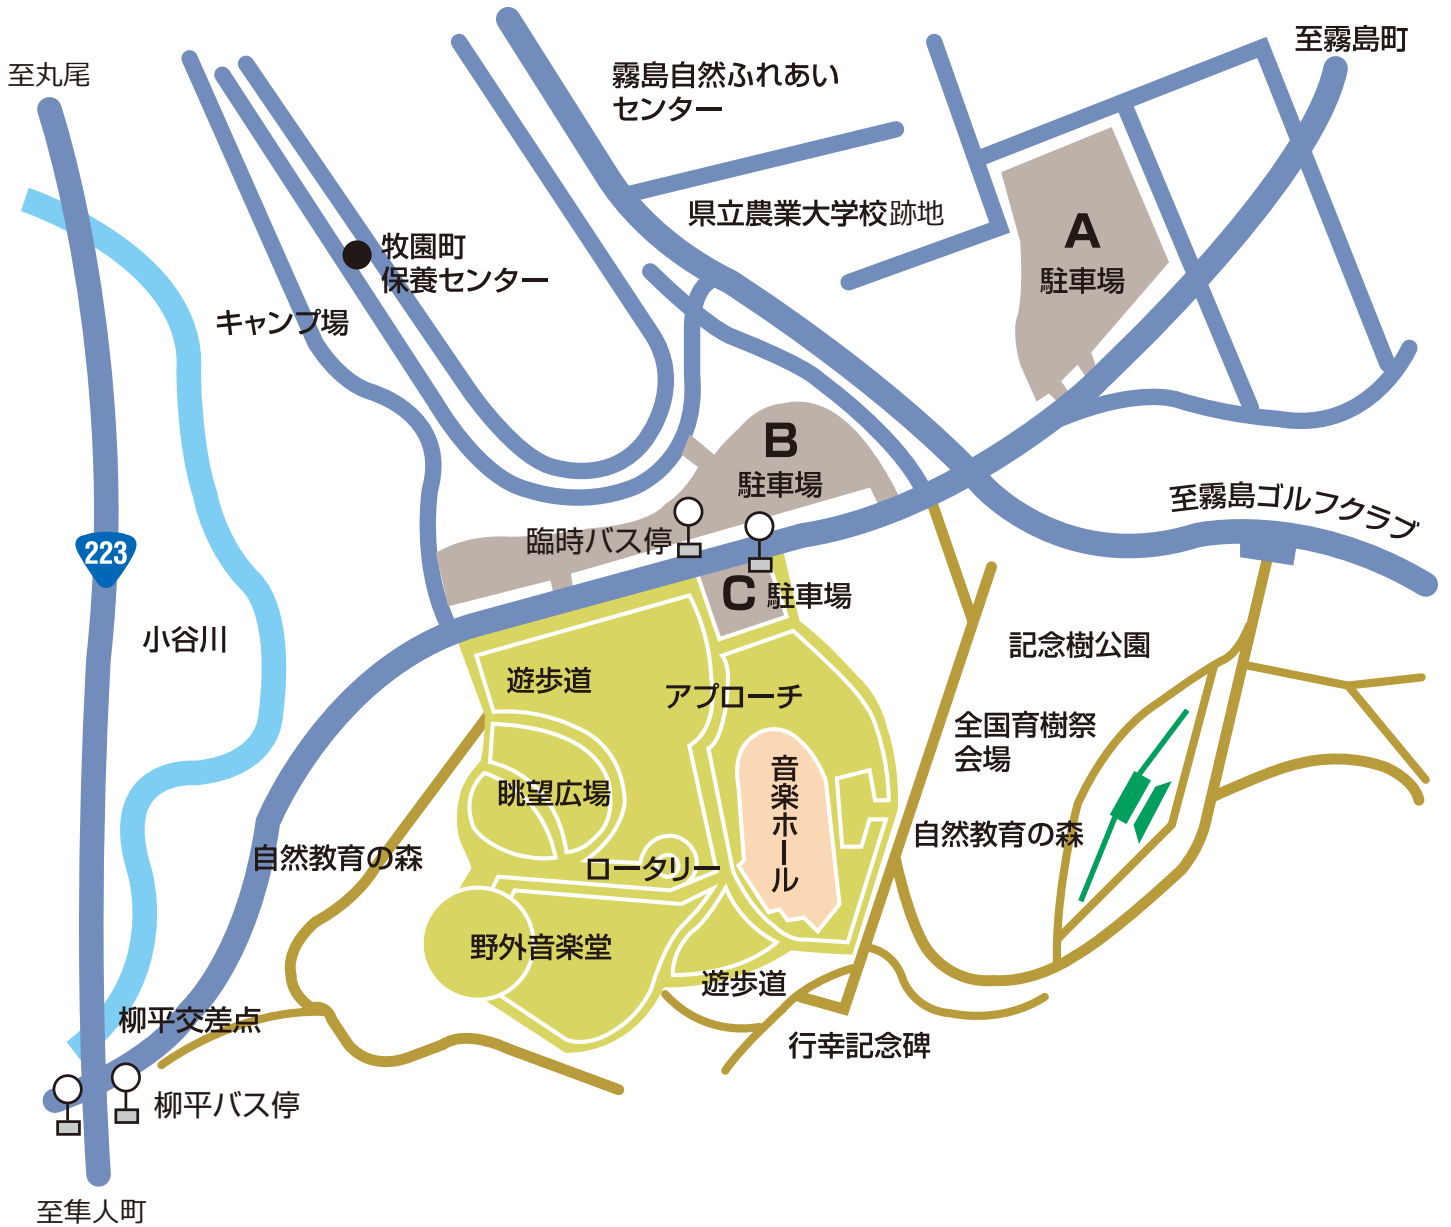 至丸尾
霧島自然ふれあい
センター
至霧島町
県立農業大学校跡地
A
駐車場
牧園町
保養センター
キャンプ場
B
駐車場
至霧島ゴルフクラブ
臨時バス停
223
C 駐車場
小谷川
記念樹公園
遊歩道
アプローチ
全国育樹祭
会場
眺望広場
音楽ホール
自然教育の森
自然教育の森
ロータリー
野外音楽堂
遊歩道
柳平交差点
行幸記念碑
柳平バス停
至隼人町